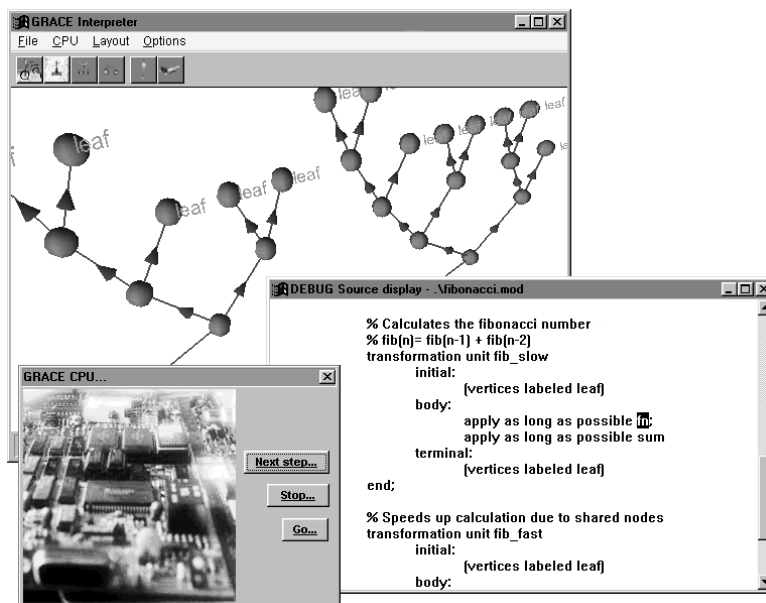 GRACE Interpreter
File CPU Layout Options
leaf
leaf
leaf
leaf
leaf
leaf
leaf
leaf
leaf
leaf
leaf
DEBUG Source display - .\fibonacci.mod
% Calculates the fibonacci number
% fib(n)= fib(n-1) + fib(n-2)
transformation unit fib_slow
initial:
(vertices labeled leaf)
body:
apply as long as possible fn;
apply as long as possible sum
terminal:
(vertices labeled leaf)
end;
% Speeds up calculation due to shared nodes
transformation unit fib_fast
initial:
(vertices labeled leaf)
body:
GRACE CPU...
Next step...
Stop...
Go...